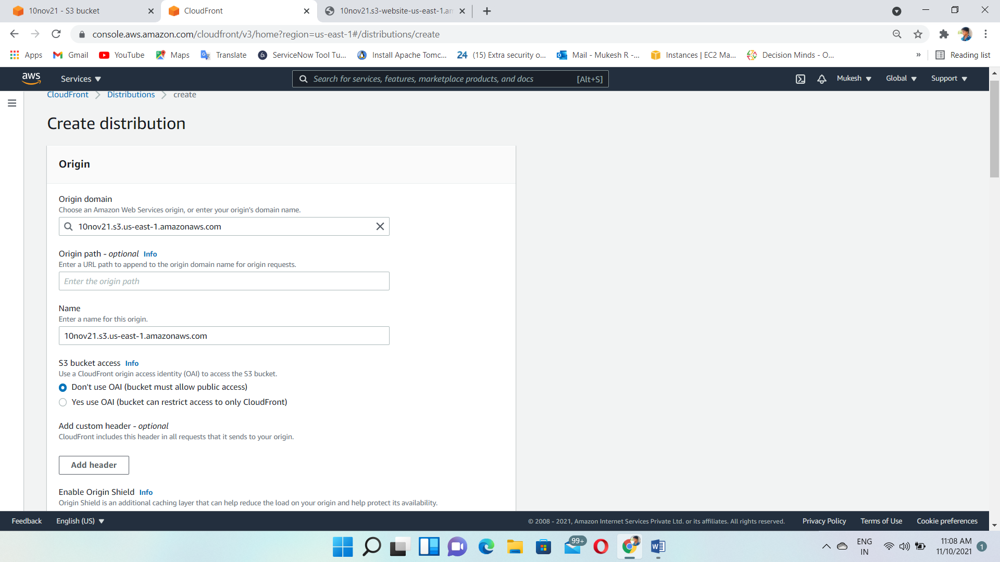 10nov21 - S3 bucket
CloudFront
10nov21.s3-website-us-east-1.am
console.aws.amazon.com/cloudfront/v3/home?region=us-east-1#/distributions/create
Apps
Gmail
YouTube
Maps
Translate
ServiceNow Tool Tu...
Install Apache Tomc...
24 (15) Extra security o...
Mail - Mukesh R -...
Instances | EC2 Ma...
Decision Minds - O...
»
Reading list
aws
Services
Search for services, features, marketplace products, and docs
[Alt+S]
Mukesh
Global
Support
CloudFront
Distributions
create
Create distribution
Origin
Origin domain
Choose an Amazon Web Services origin, or enter your origin's domain name.
10nov21.s3.us-east-1.amazonaws.com
Origin path - optional Info
Enter a URL path to append to the origin domain name for origin requests.
Enter the origin path
Name
Enter a name for this origin.
10nov21.s3.us-east-1.amazonaws.com
S3 bucket access Info
Use a CloudFront origin access identity (OAI) to access the S3 bucket.
Don't use OAI (bucket must allow public access)
Yes use OAI (bucket can restrict access to only CloudFront)
Add custom header - optional
CloudFront includes this header in all requests that it sends to your origin.
Add header
Enable Origin Shield Info
Origin Shield is an additional caching layer that can help reduce the load on your origin and help protect its availability.
Feedback
English (US)
© 2008 - 2021, Amazon Internet Services Private Ltd. or its affiliates. All rights reserved.
Privacy Policy
Terms of Use
Cookie preferences
99+
ENG
IN
11:08 AM
11/10/2021
1